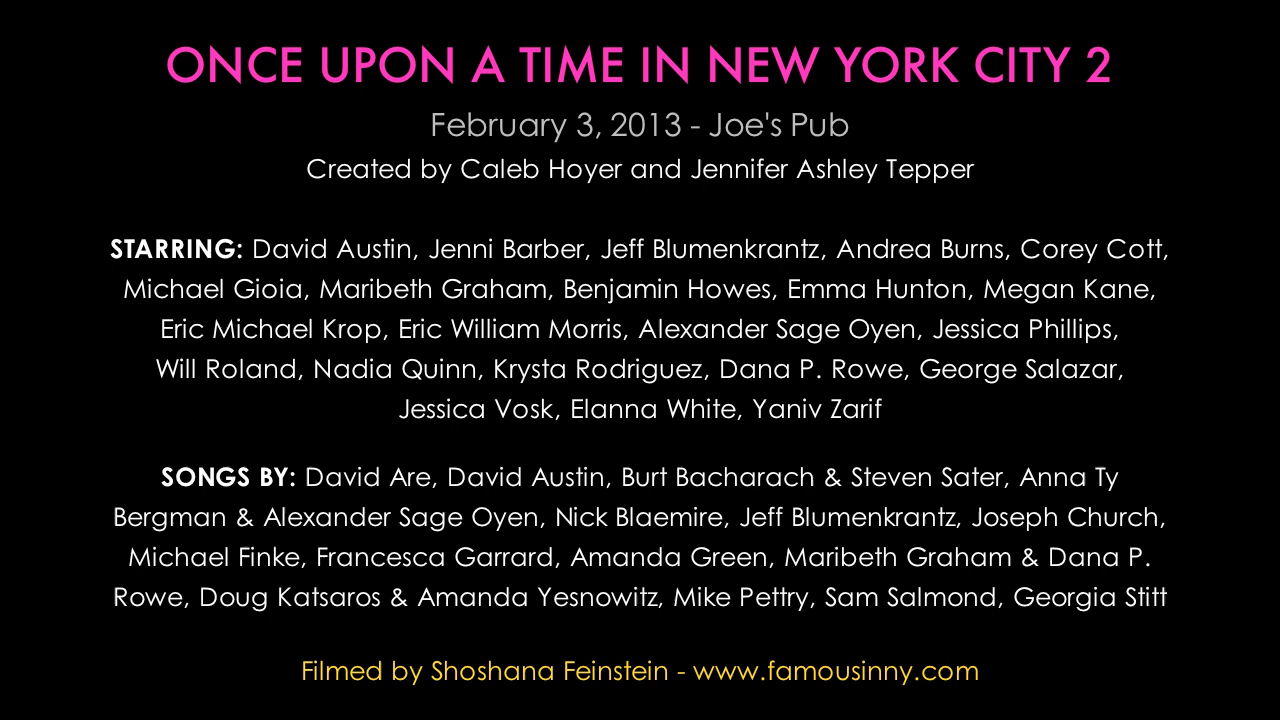 ONCE UPON A TIME IN NEW YORK CITY 2
February 3, 2013 - Joe's Pub
Created by Caleb Hoyer and Jennifer Ashley Tepper
STARRING: David Austin, Jenni Barber, Jeff Blumenkrantz, Andrea Burns, Corey Cott,
Michael Gioia, Maribeth Graham, Benjamin Howes, Emma Hunton, Megan Kane,
Eric Michael Krop, Eric William Morris, Alexander Sage Oyen, Jessica Phillips,
Will Roland, Nadia Quinn, Krysta Rodriguez, Dana P. Rowe, George Salazar,
Jessica Vosk, Elanna White, Yaniv Zarif
SONGS BY: David Are, David Austin, Burt Bacharach & Steven Sater, Anna Ty
Bergman & Alexander Sage Oyen, Nick Blaemire, Jeff Blumenkrantz, Joseph Church,
Michael Finke, Francesca Garrard, Amanda Green, Maribeth Graham & Dana P.
Rowe, Doug Katsaros & Amanda Yesnowitz, Mike Pettry, Sam Salmond, Georgia Stitt
Filmed by Shoshana Feinstein - www.famousinny.com